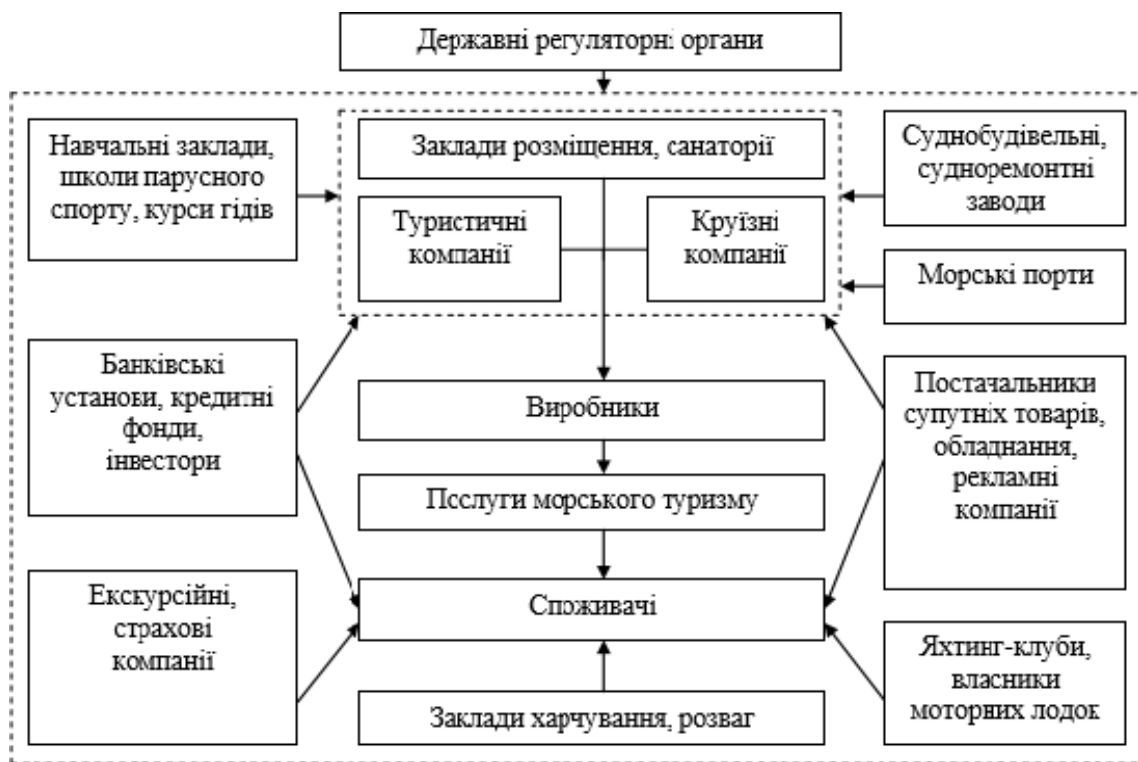 Державні регуляторні органи
Навчальні заклади,
школи парусного
спорту, курси гідів
Заклади розміщення, санаторії
Туристичні
компанії
Круїзні
компанії
Суднобудівельні,
судноремонтні
заводи
Морські порти
Банківські
установи, кредитні
фонди,
інвестори
Виробники
Пселуги морського туризму
Споживачі
Постачальники
супутніх товарів,
обладнання,
рекламні
компанії
Екскурсійні,
страхові
компанії
Заклади харчування, розваг
Яхтинг-клуби,
власники
моторних лодок